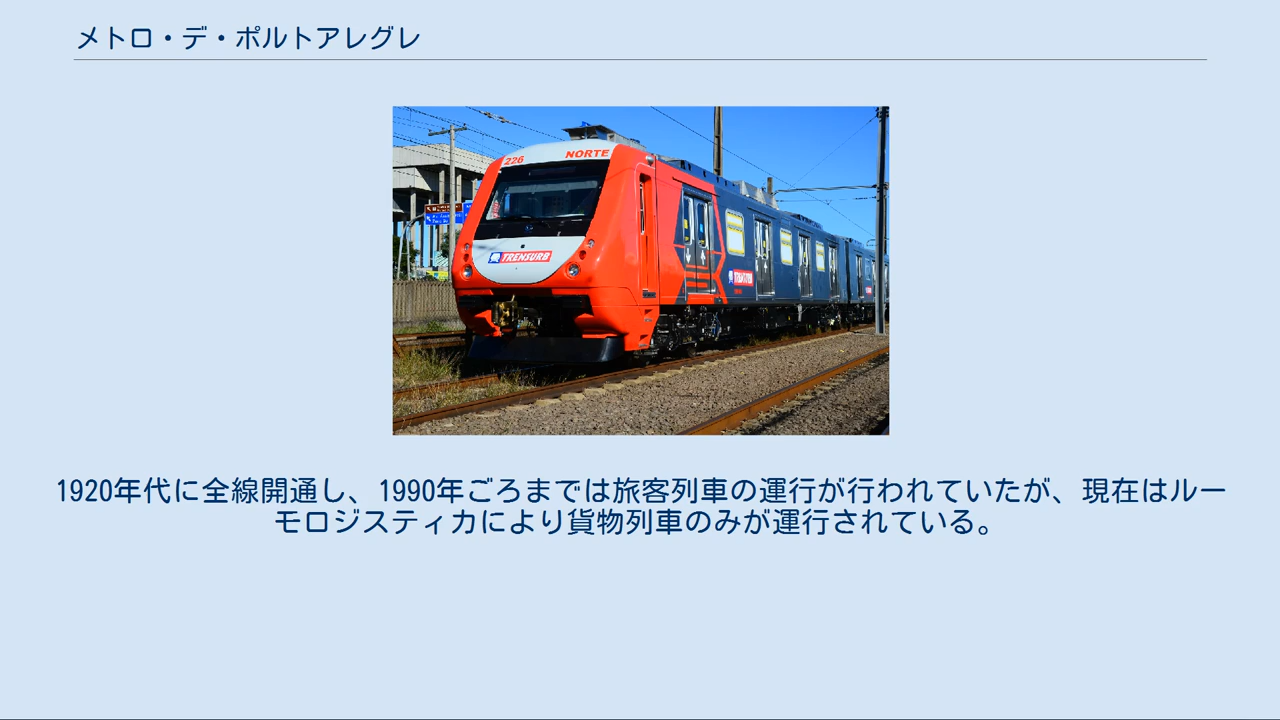 メトロ・デ・ポルトアレグレ
226 NORTE
TRENSURB
TRENSURB
1920年代に全線開通し、1990年ごろまでは旅客列車の運行が行われていたが、現在はルー
モロジスティカにより貨物列車のみが運行されている。